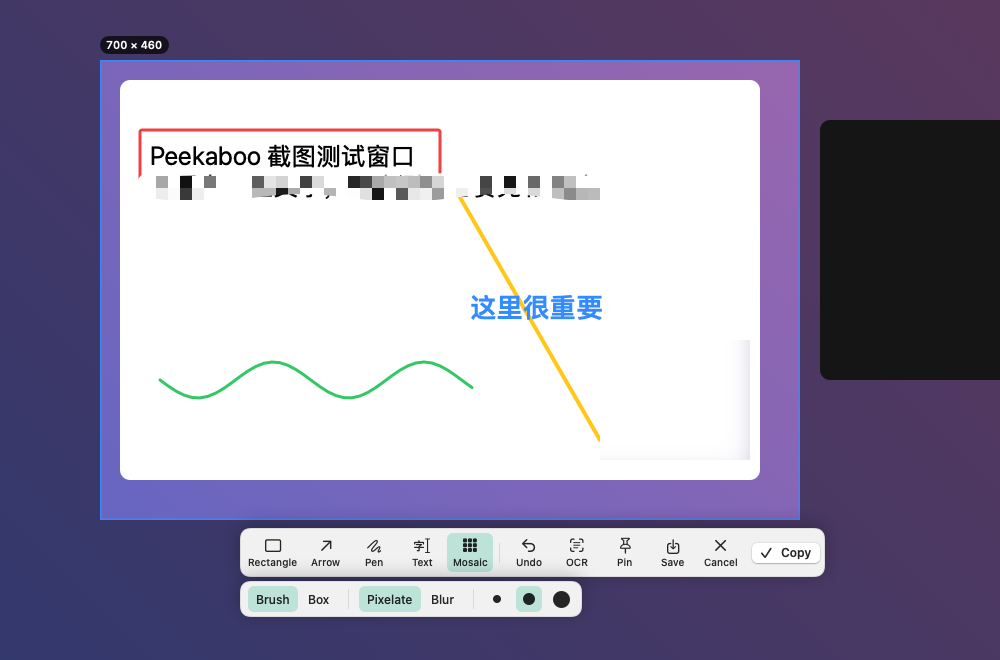 700 × 460
Peekaboo 截图测试窗口
这里很重要
Rectangle Arrow Pen 字 Text Mosaic Undo OCR Pin Save Cancel Copy
Brush Box Pixelate Blur